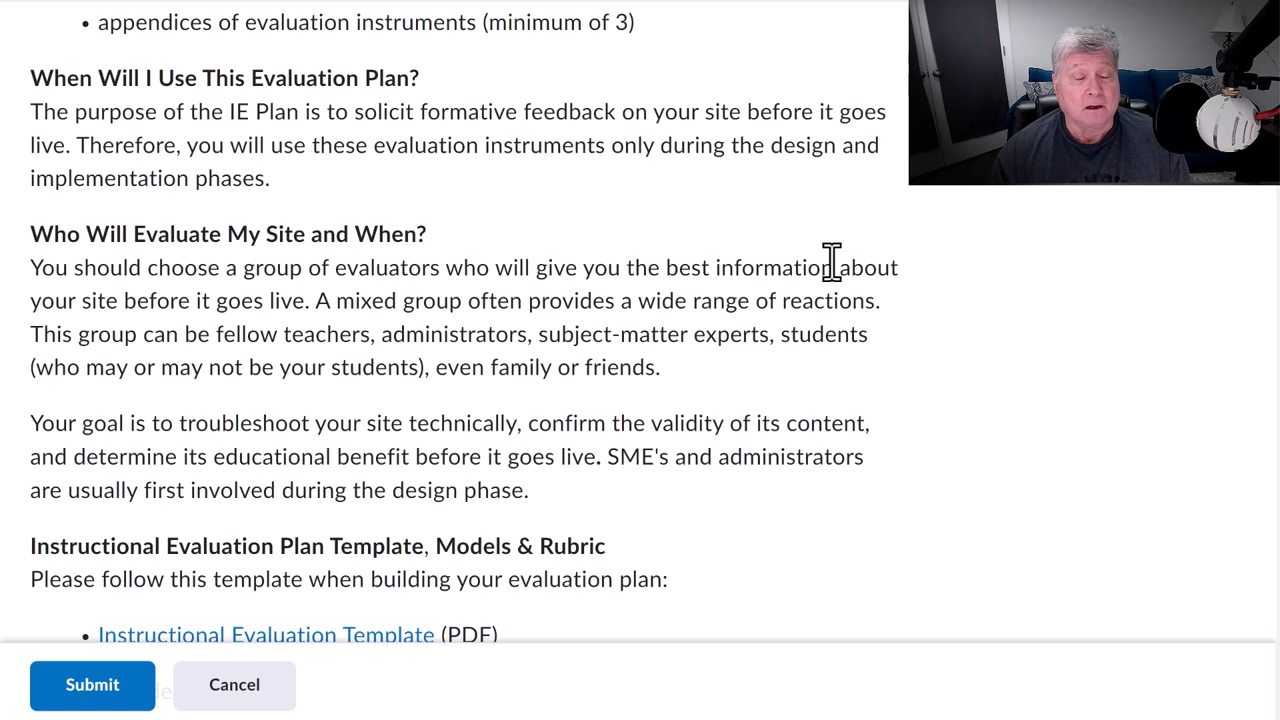 • appendices of evaluation instruments (minimum of 3)
When Will I Use This Evaluation Plan?
The purpose of the IE Plan is to solicit formative feedback on your site before it goes
live. Therefore, you will use these evaluation instruments only during the design and
implementation phases.
Who Will Evaluate My Site and When?
You should choose a group of evaluators who will give you the best information about
your site before it goes live. A mixed group often provides a wide range of reactions.
This group can be fellow teachers, administrators, subject-matter experts, students
(who may or may not be your students), even family or friends.
Your goal is to troubleshoot your site technically, confirm the validity of its content,
and determine its educational benefit before it goes live. SME's and administrators
are usually first involved during the design phase.
Instructional Evaluation Plan Template, Models & Rubric
Please follow this template when building your evaluation plan:
• Instructional Evaluation Template (PDF)
Submit Cancel